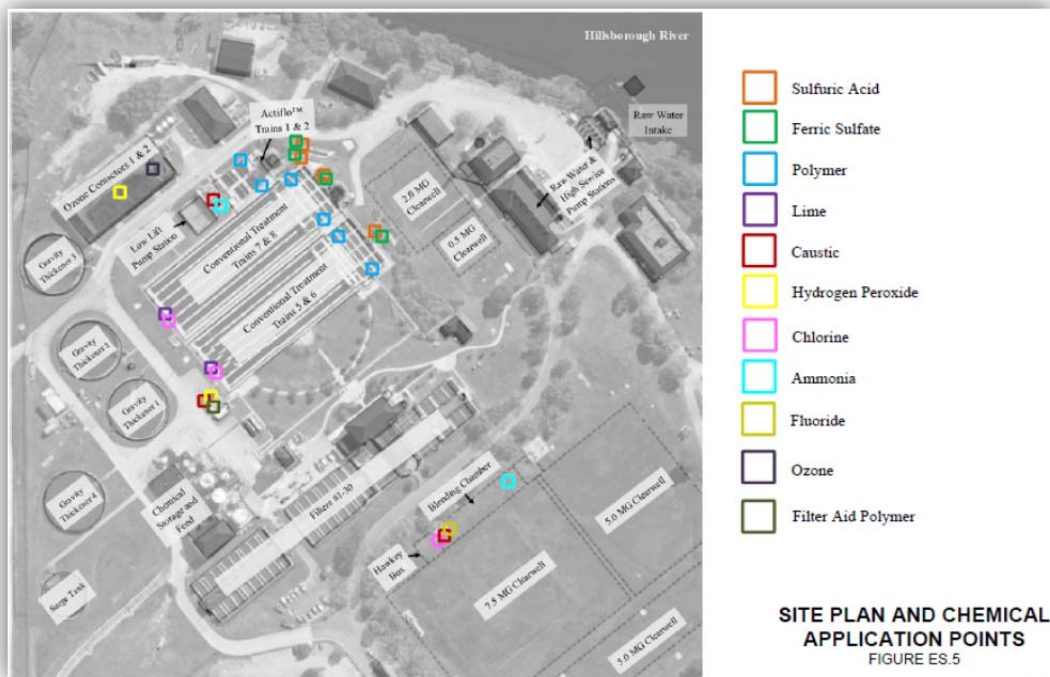 Hillsborough River
Raw Water
Intake
Actiflo™
Trains 1 & 2
Ozone Contactors 1 & 2
Raw Water &
High Service
Pump Stations
2.0 MG
Clearwell
0.5 MG
Clearwell
Low Lift
Pump Station
Conventional Treatment
Trains 7 & 8
Conventional Treatment
Trains 5 & 6
Gravity
Thickener 3
Gravity
Thickener 2
Gravity
Thickener 1
Gravity
Thickener 4
Chemical
Storage and
Feed
Filters #1-30
Blending Chamber
Hawkey
Box
Surge Tank
7.5 MG Clearwell
5.0 MG Clearwell
5.0 MG Clearwell
Sulfuric Acid
Ferric Sulfate
Polymer
Lime
Caustic
Hydrogen Peroxide
Chlorine
Ammonia
Fluoride
Ozone
Filter Aid Polymer
SITE PLAN AND CHEMICAL
APPLICATION POINTS
FIGURE ES.5